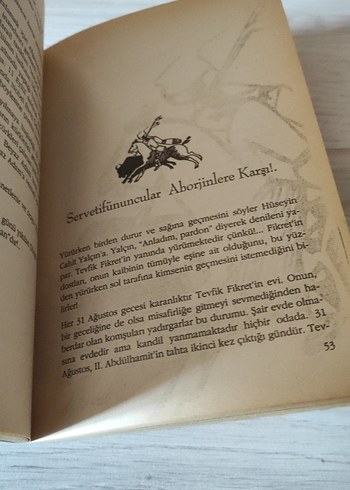 Servetifünuncular Aborjinlere Karşı!.
Yürürken birden durur ve sağına geçmesini söyler Hüseyin
Cahit Yalçın'a. Yalçın, "Anladım, pardon" diyerek denileni ya-
par. Tevfik Fikret'in yanında yürümektedir çünkü!... Fikret'in
dostları, onun kalbinin tümüyle eşine ait olduğunu, bu yüz-
den yürürken sol tarafına kimsenin geçmesini istemediğini bi-
lirler!
Her 31 Ağustos gecesi karanlıktır Tevfik Fikret'in evi. Onun,
bir geceliğine de olsa misafirliğe gitmeyi sevmediğinden ha-
berdar olan komşuları yadırgarlar bu durumu. Şair evde olma-
sına evdedir ama kandil yanmamaktadır hiçbir odada. 31
Ağustos, II. Abdülhamit'in tahta ikinci kez çıktığı gündür. Tev-
53